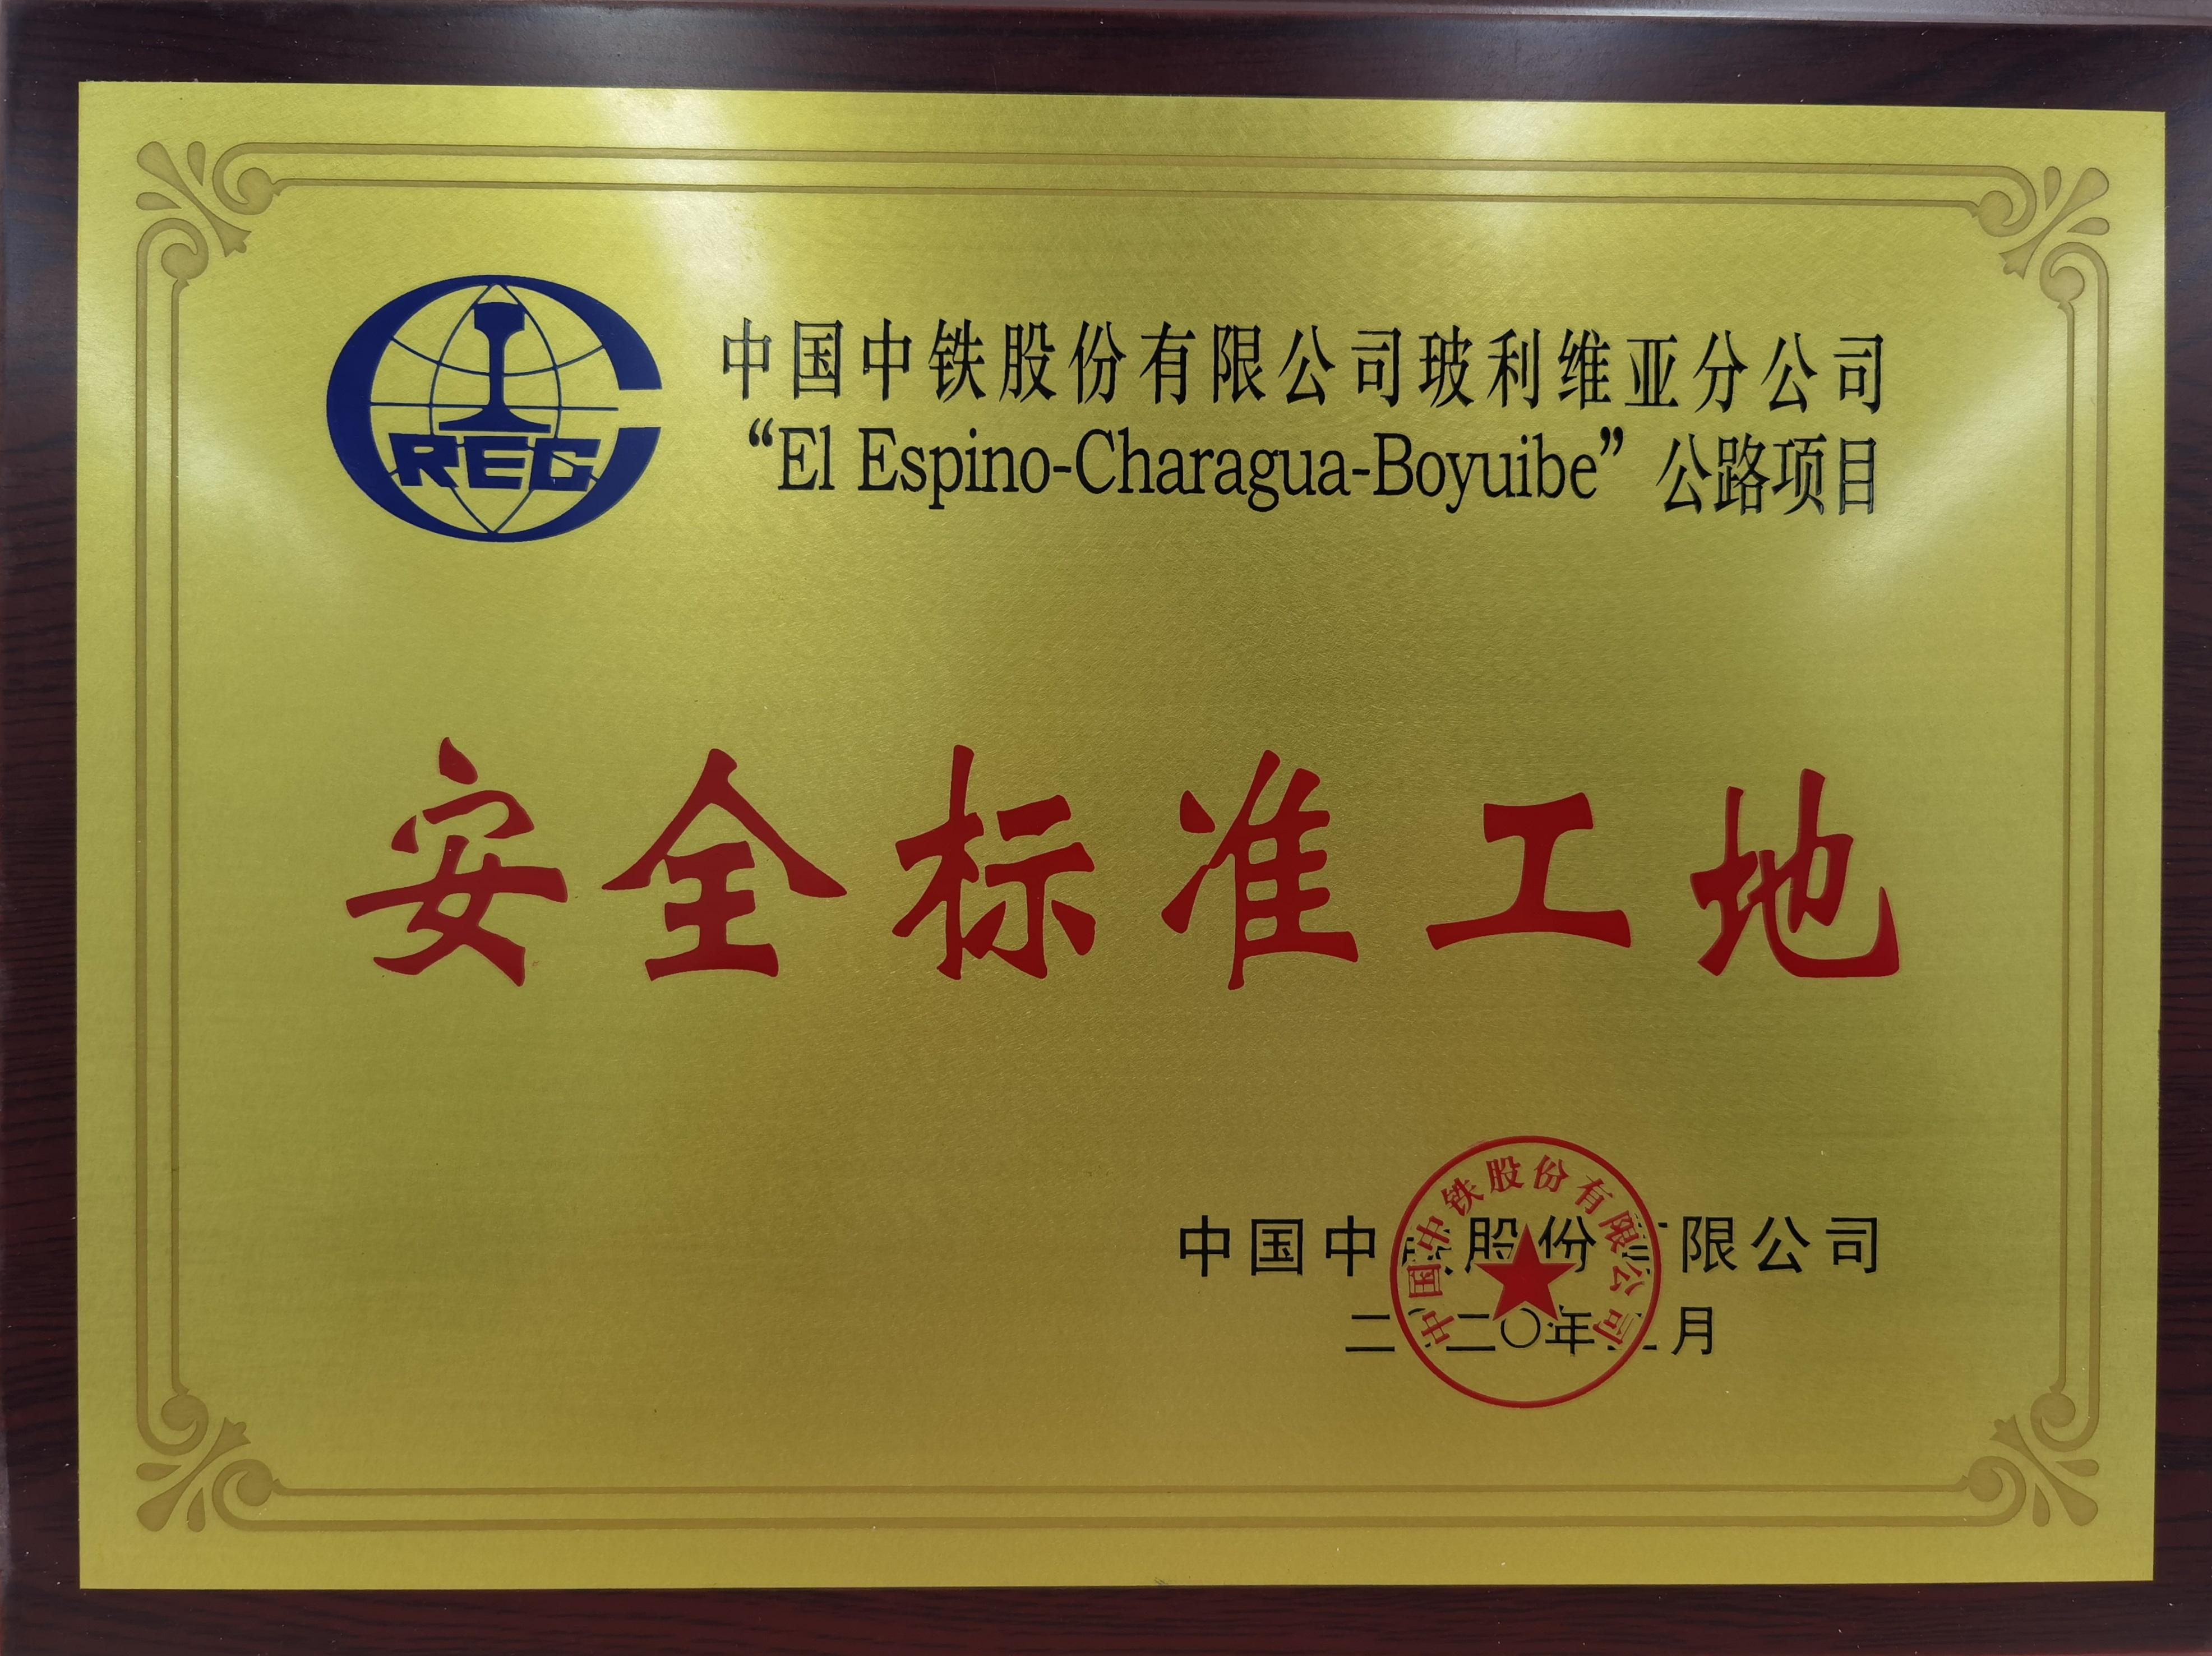 CREC
中国中铁股份有限公司玻利维亚分公司
“El Espino-Charagua-Boyuibe”公路项目
安全标准工地
中国中铁股份有限公司
中国中铁股份有限公司
二〇二〇年 月